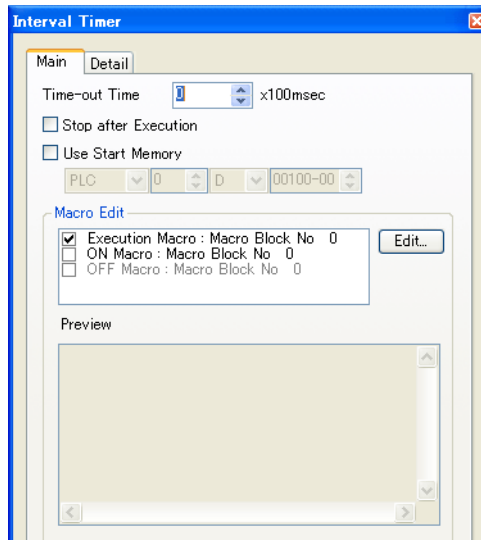 Interval Timer
Main Detail
Time-out Time 0 x100msec
Stop after Execution
Use Start Memory
PLC 0 D 00100-00
Macro Edit
Execution Macro : Macro Block No 0
Edit...
ON Macro : Macro Block No 0
OFF Macro : Macro Block No 0
Preview